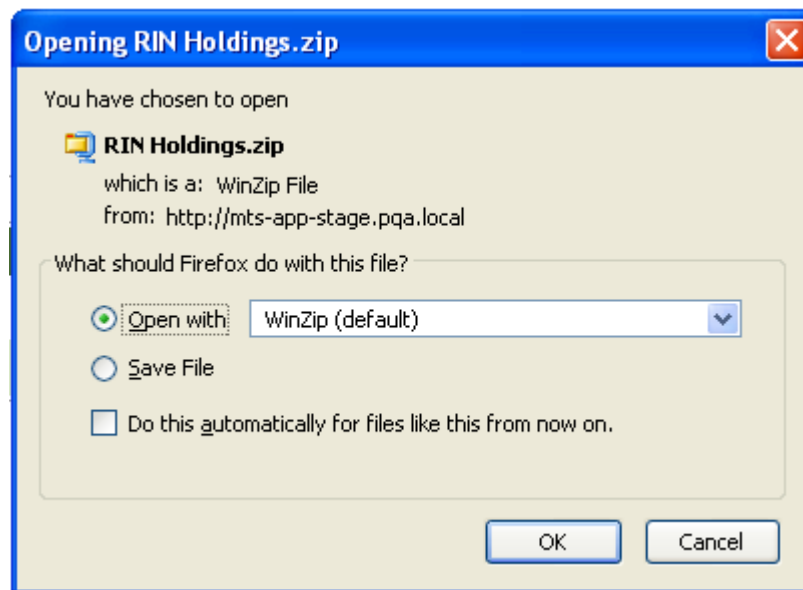 Opening RIN Holdings.zip
You have chosen to open
RIN Holdings.zip
which is a: WinZip File
from: http://mts-app-stage.pqa.local
What should Firefox do with this file?
Open with WinZip (default)
Save File
Do this automatically for files like this from now on.
OK Cancel